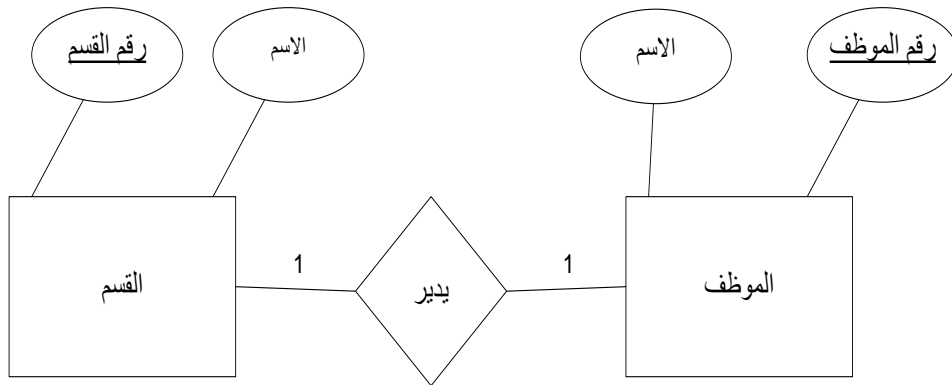 رقم الموظف
الاسم
الاسم
رقم القسم
الموظف
1
يدير
1
القسم